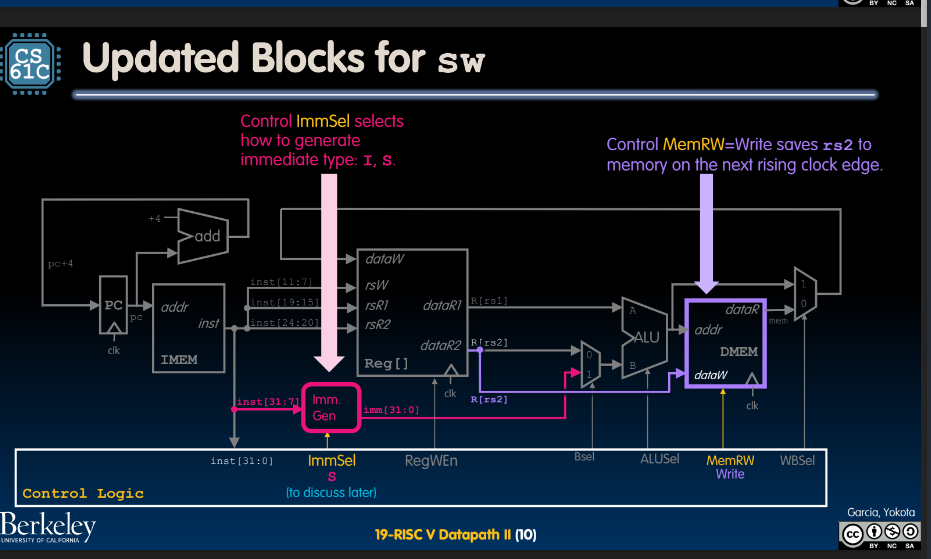 BY NC SA
CS
61C
Updated Blocks for sw
Control ImmSel selects
how to generate
immediate type: I, S.
Control MemRW=Write saves rs2 to
memory on the next rising clock edge.
+4
add
pc+4
dataW
inst[11:7]
rsW
1
PC
addr
inst[19:15]
rsR1
dataR1
R[rs1]
A
dataR
0
pc
inst
inst[24:20]
rsR2
ALU
addr
mem
clk
dataR2
R[rs2]
0
DMEM
IMEM
Reg[]
1
B
dataW
clk
R[rs2]
clk
inst[31:7]
Imm.
Gen
imm[31:0]
inst[31:0]
ImmSel
RegWEn
Bsel
ALUSel
MemRW
WBSel
S
Write
Control Logic
(to discuss later)
Berkeley
UNIVERSITY OF CALIFORNIA
19-RISC V Datapath II (10)
Garcia, Yokota
cc
BY NC SA